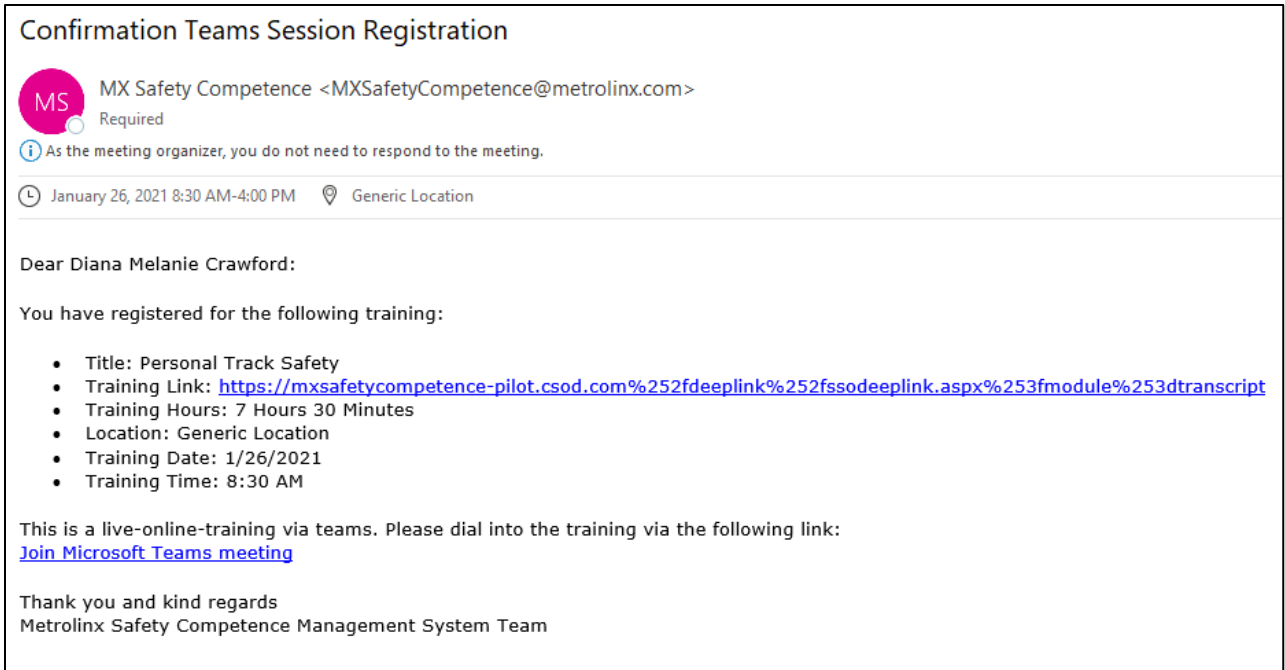 Confirmation Teams Session Registration
MS
MX Safety Competence <MXSafetyCompetence@metrolinx.com>
Required
As the meeting organizer, you do not need to respond to the meeting.
January 26, 2021 8:30 AM-4:00 PM Generic Location
Dear Diana Melanie Crawford:
You have registered for the following training:
• Title: Personal Track Safety
• Training Link: https://mxsafetycompetence-pilot.csod.com%252fdeeplink%252fssodeeplink.aspx%253fmodule%253dtranscript
• Training Hours: 7 Hours 30 Minutes
• Location: Generic Location
• Training Date: 1/26/2021
• Training Time: 8:30 AM
This is a live-online-training via teams. Please dial into the training via the following link:
Join Microsoft Teams meeting
Thank you and kind regards
Metrolinx Safety Competence Management System Team